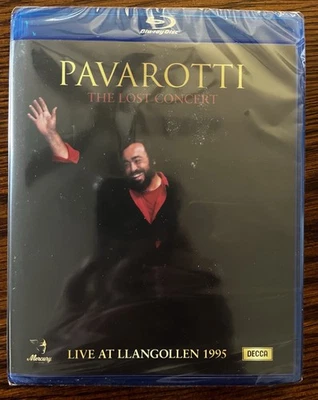 Blu-ray Disc
PAVAROTTI
THE LOST CONCERT
Mercury
LIVE AT LLANGOLLEN 1995
DECCA